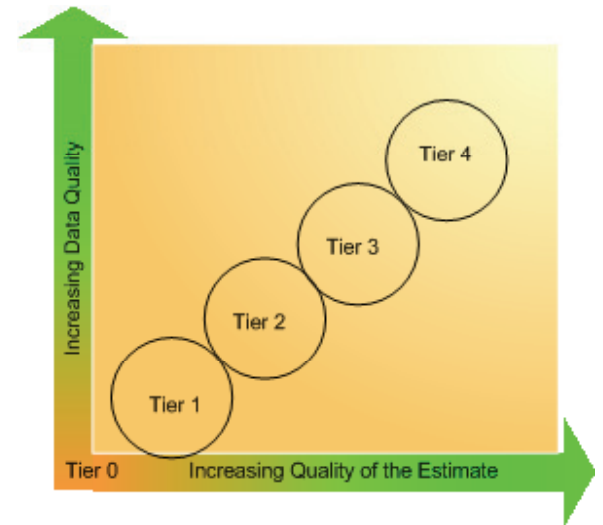 Increasing Data Quality
Tier 4
Tier 3
Tier 2
Tier 1
Tier 0
Increasing Quality of the Estimate